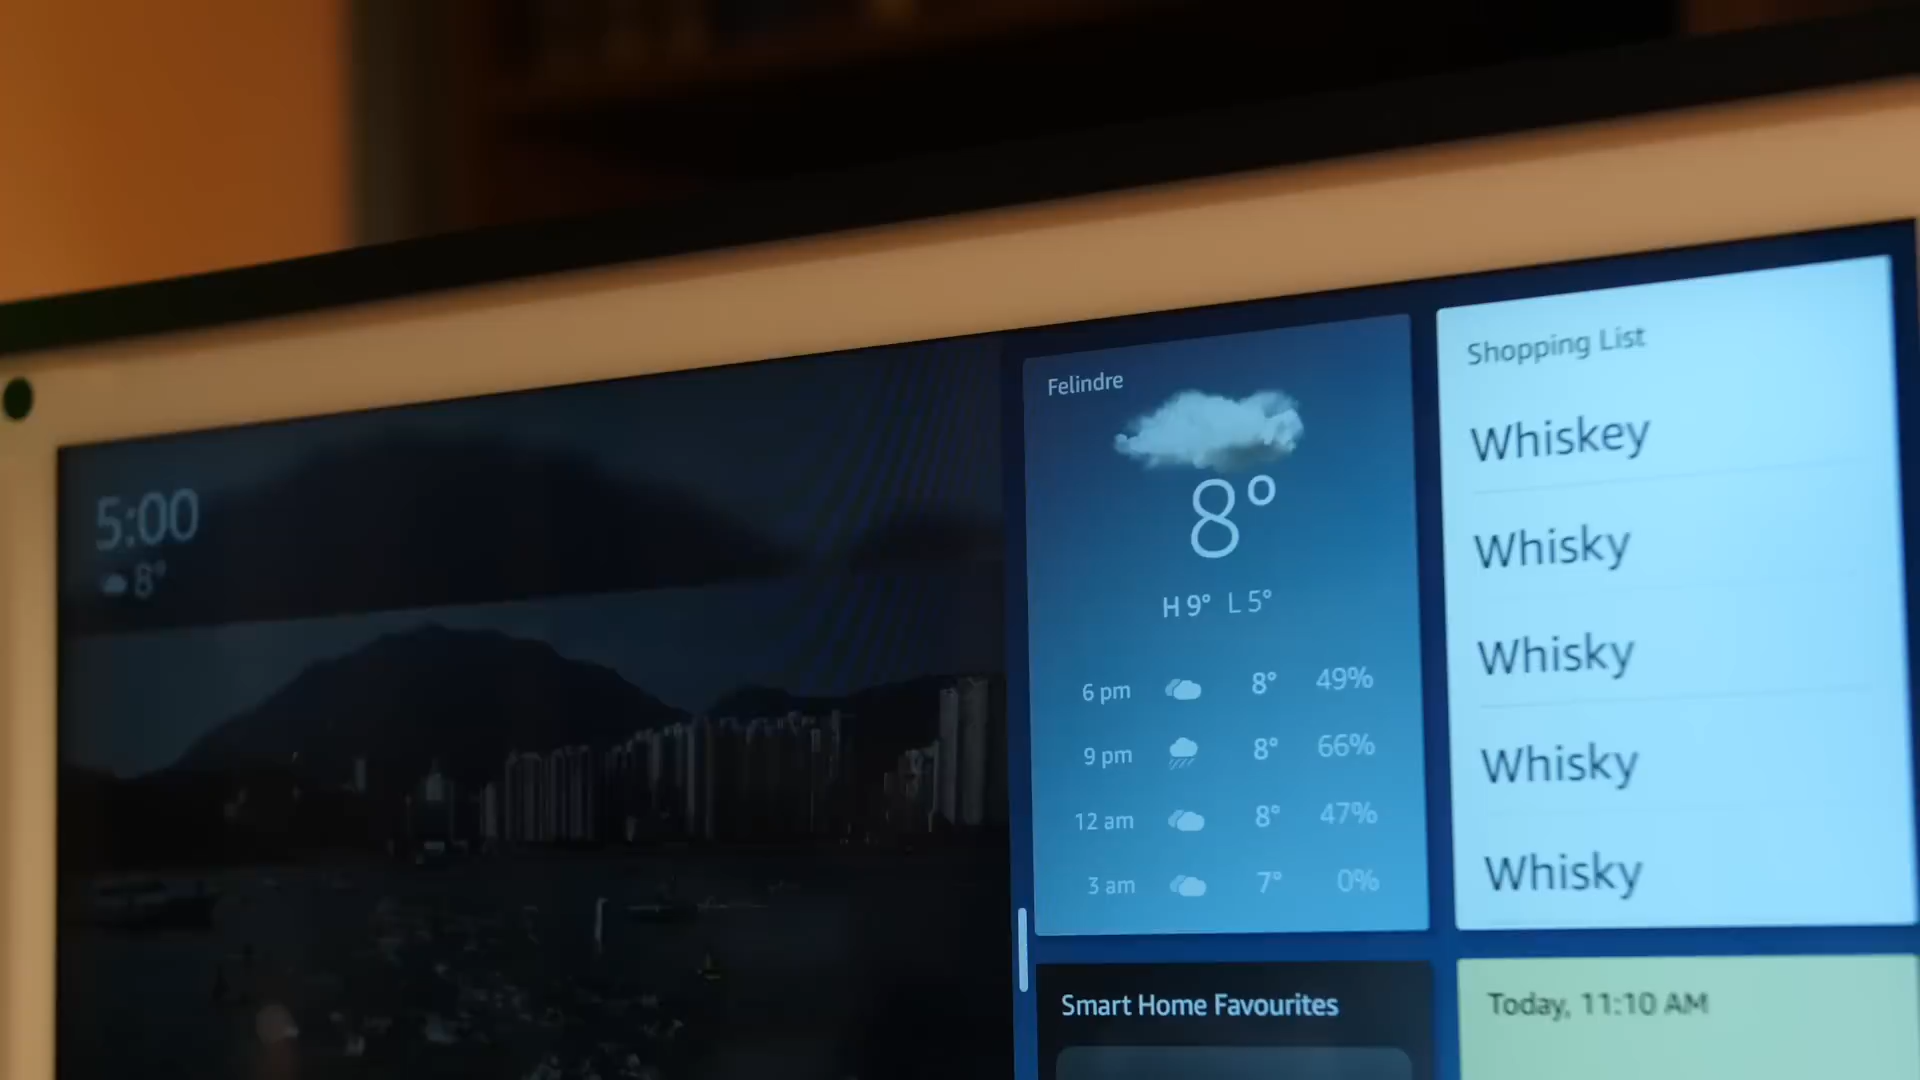 5:00
8°
Felindre
8°
H 9° L 5°
6 pm 8° 49%
9 pm 8° 66%
12 am 8° 47%
3 am 7° 0%
Smart Home Favourites
Shopping List
Whiskey
Whisky
Whisky
Whisky
Whisky
Today, 11:10 AM